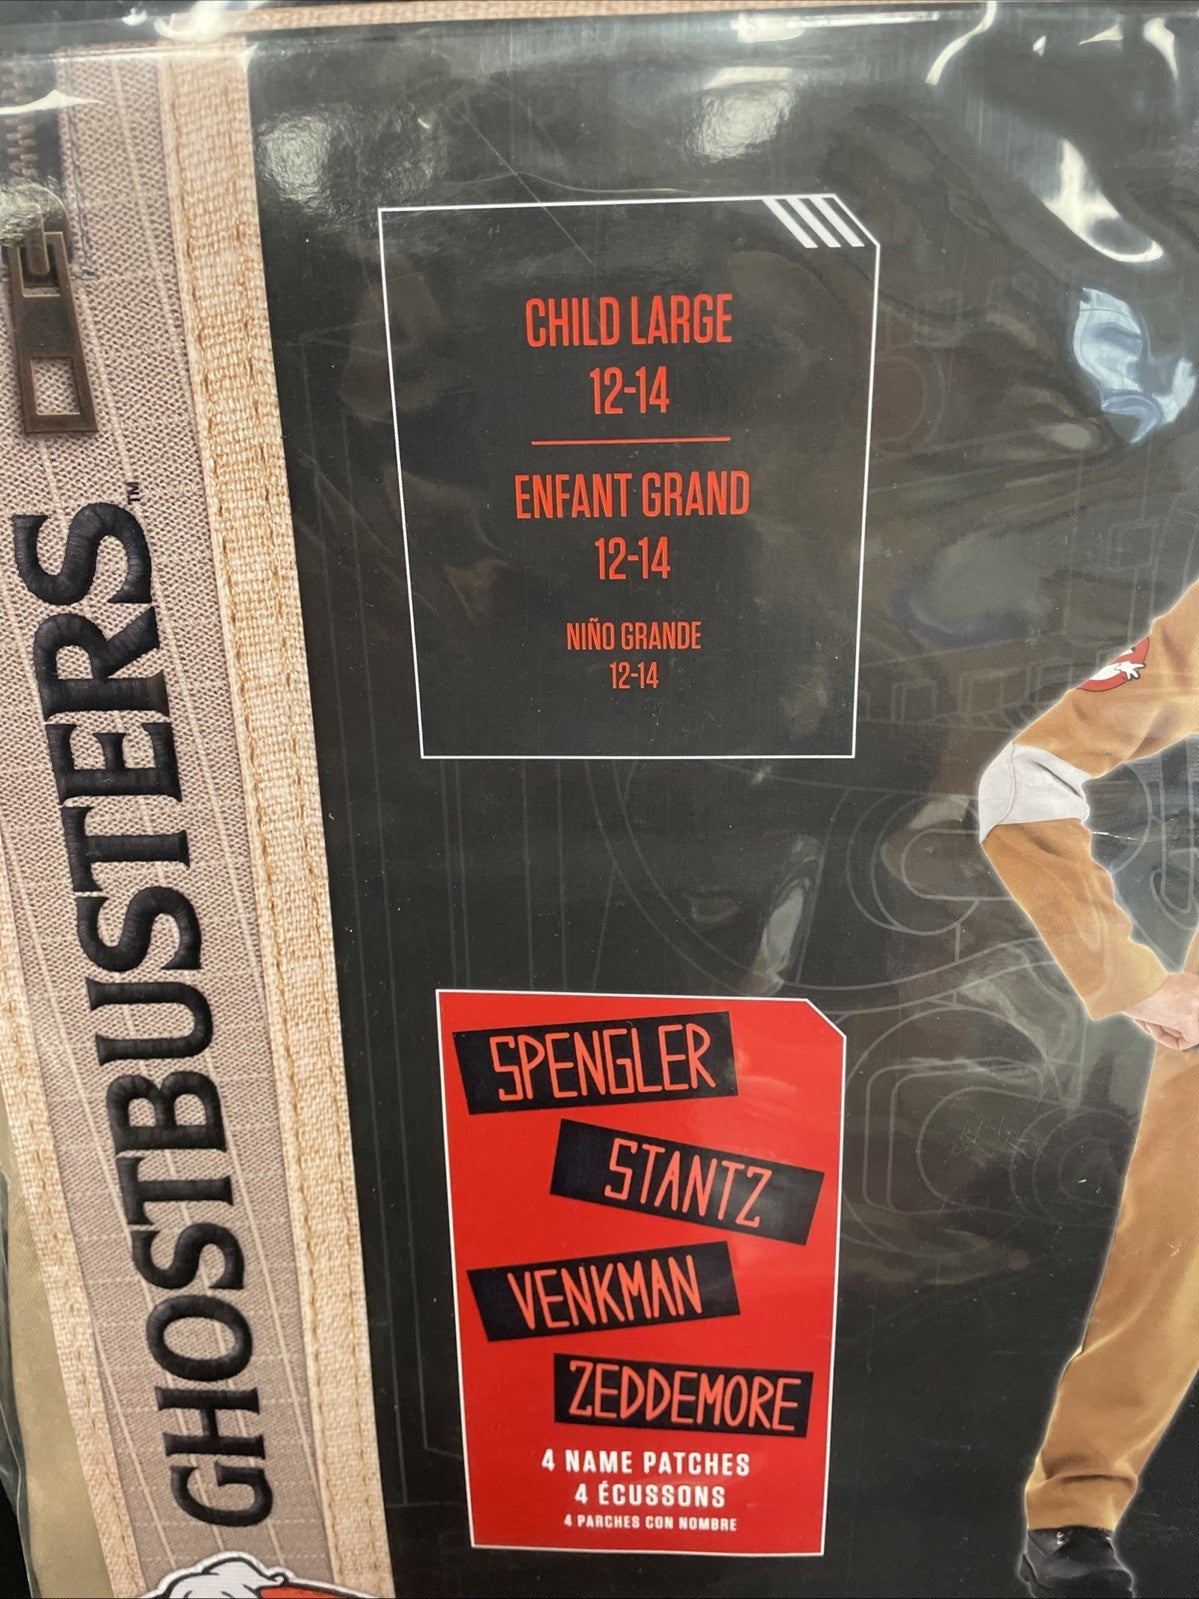 GHOSTBUSTERS™
CHILD LARGE
12-14
ENFANT GRAND
12-14
NIÑO GRANDE
12-14
SPENGLER
STANTZ
VENKMAN
ZEDDEMORE
4 NAME PATCHES
4 ÉCUSSONS
4 PARCHES CON NOMBRE